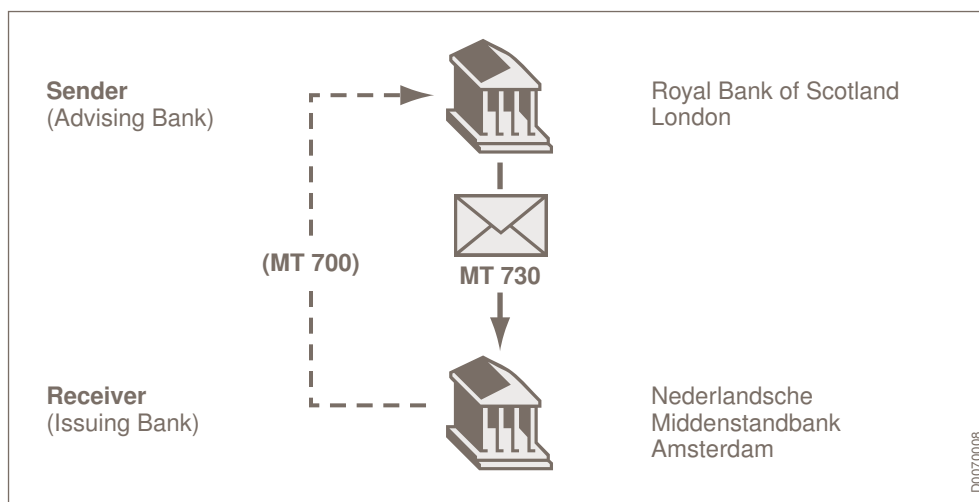 Sender
(Advising Bank)
Royal Bank of Scotland
London
(MT 700)
MT 730
Receiver
(Issuing Bank)
Nederlandsche
Middenstandbank
Amsterdam
D0070008